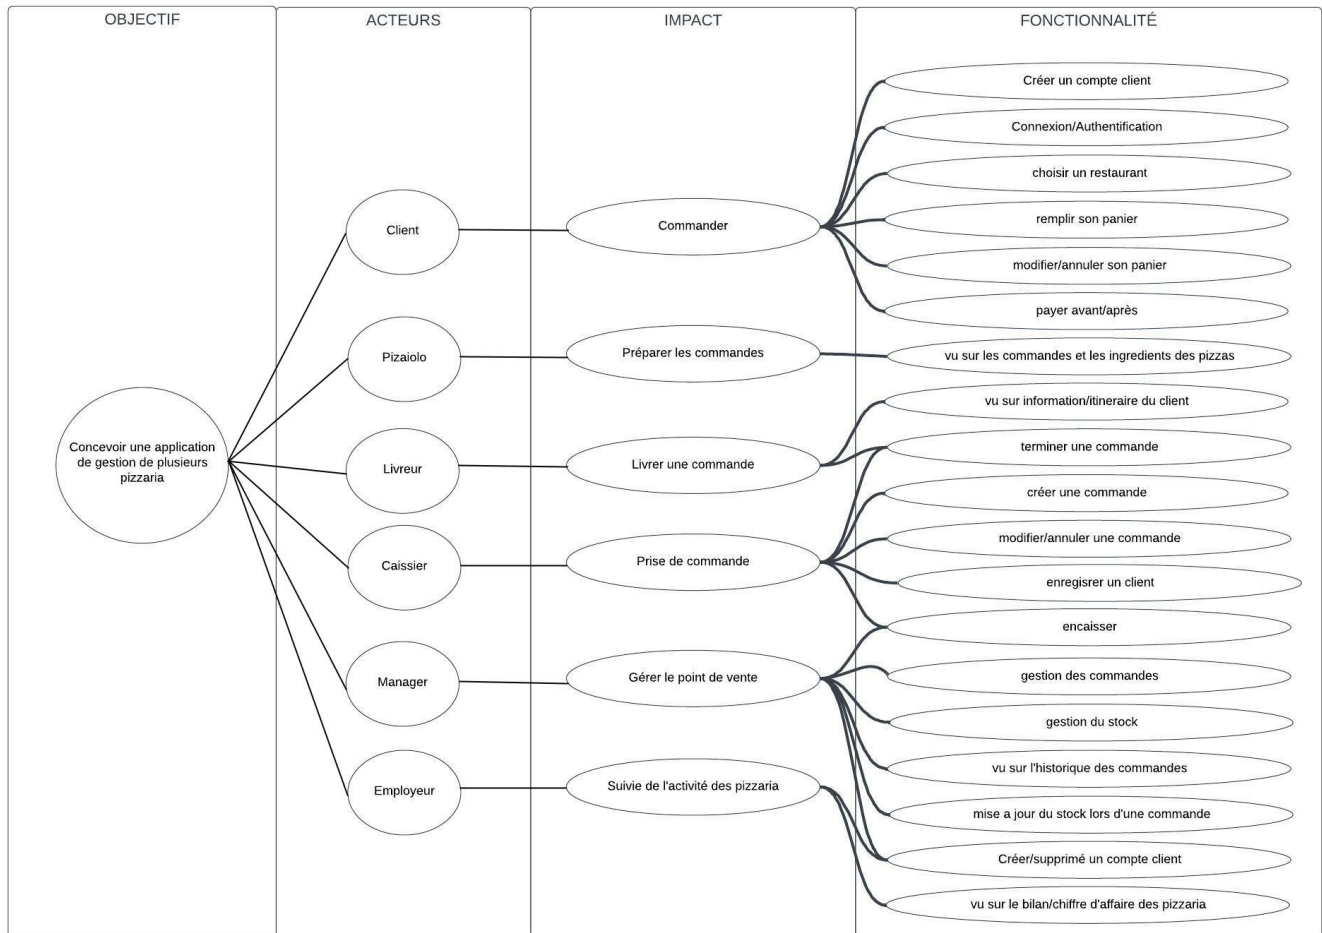 OBJECTIF
ACTEURS
IMPACT
FONCTIONNALITÉ
Concevoir une application
de gestion de plusieurs
pizzaria
Client
Pizaiolo
Livreur
Caissier
Manager
Employeur
Commander
Préparer les commandes
Livrer une commande
Prise de commande
Gérer le point de vente
Suivie de l'activité des pizzaria
Créer un compte client
Connexion/Authentification
choisir un restaurant
remplir son panier
modifier/annuler son panier
payer avant/après
vu sur les commandes et les ingredients des pizzas
vu sur information/itineraire du client
terminer une commande
créer une commande
modifier/annuler une commande
enregisrer un client
encaisser
gestion des commandes
gestion du stock
vu sur l'historique des commandes
mise a jour du stock lors d'une commande
Créer/supprimé un compte client
vu sur le bilan/chiffre d'affaire des pizzaria